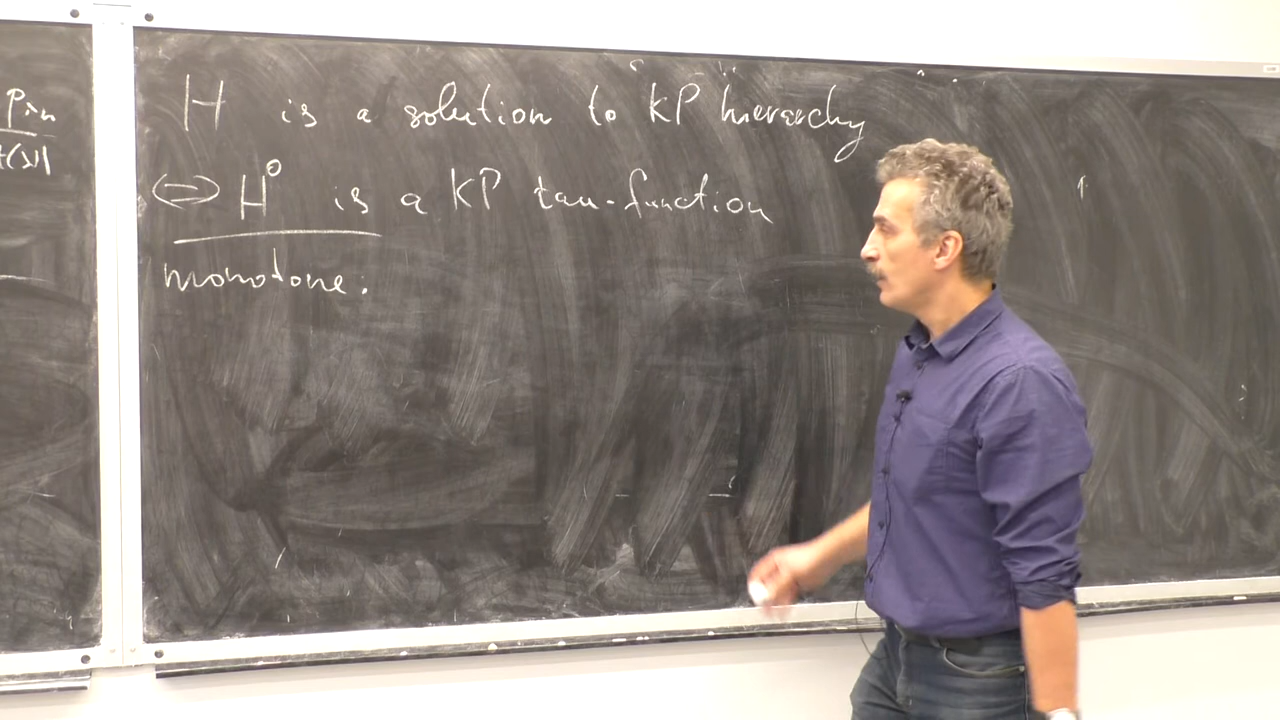 H is a solution to KP hierarchy
⇔ H° is a KP tau-function
monotone: